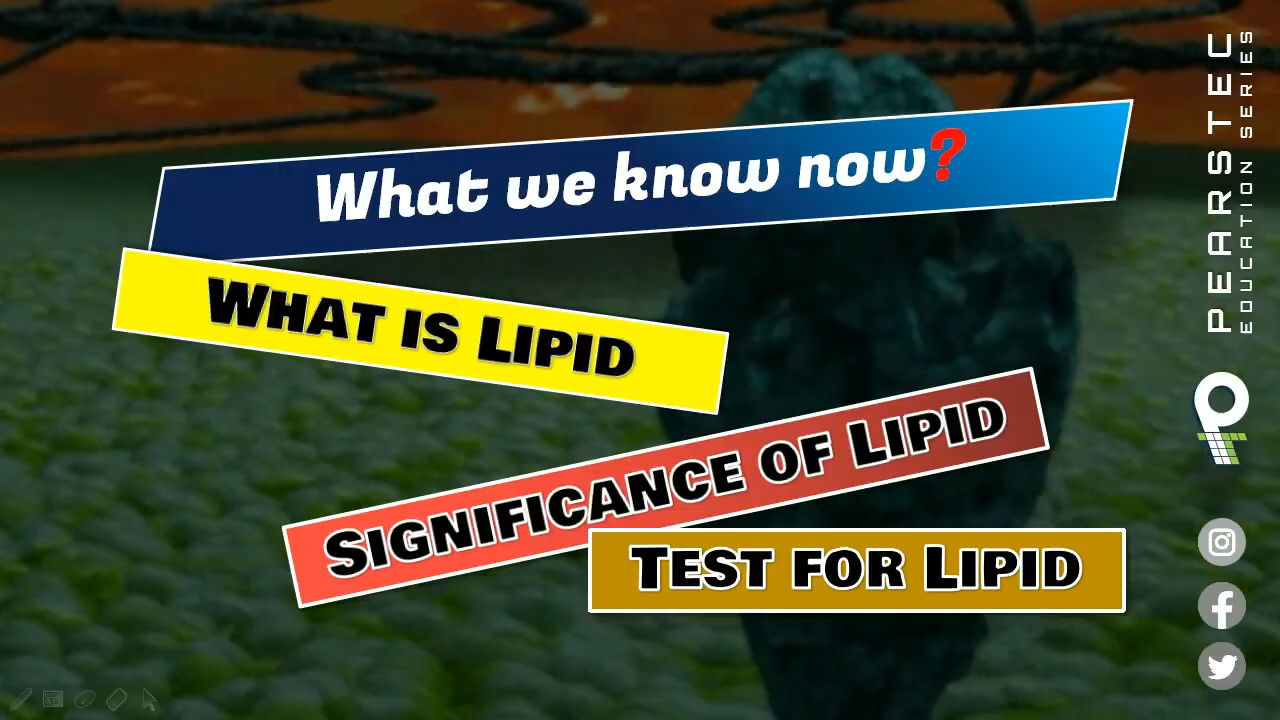 What we know now?
WHAT IS LIPID
SIGNIFICANCE OF LIPID
TEST FOR LIPID
PEARSTEC
EDUCATION SERIES